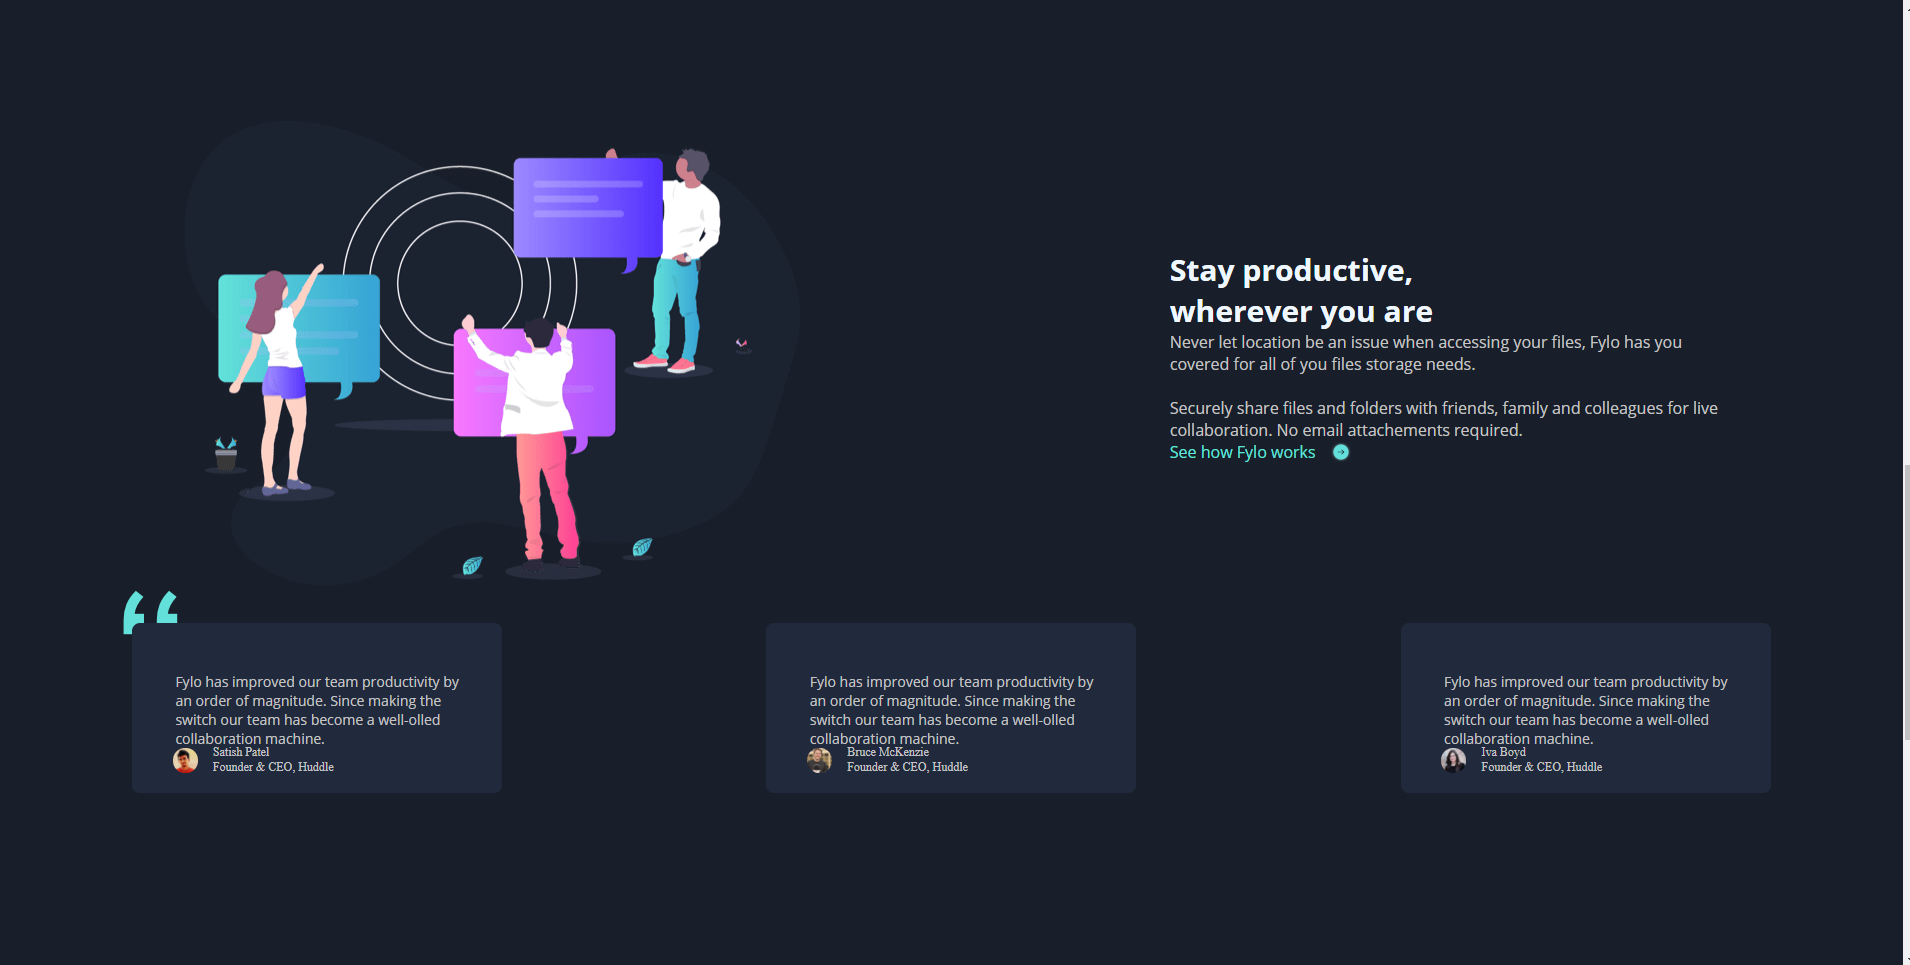 Stay productive,
wherever you are
Never let location be an issue when accessing your files, Fylo has you
covered for all of you files storage needs.
Securely share files and folders with friends, family and colleagues for live
collaboration. No email attachements required.
See how Fylo works
“
Fylo has improved our team productivity by
an order of magnitude. Since making the
switch our team has become a well-olled
collaboration machine.
Satish Patel
Founder & CEO, Huddle
Fylo has improved our team productivity by
an order of magnitude. Since making the
switch our team has become a well-olled
collaboration machine.
Bruce McKenzie
Founder & CEO, Huddle
Fylo has improved our team productivity by
an order of magnitude. Since making the
switch our team has become a well-olled
collaboration machine.
Iva Boyd
Founder & CEO, Huddle